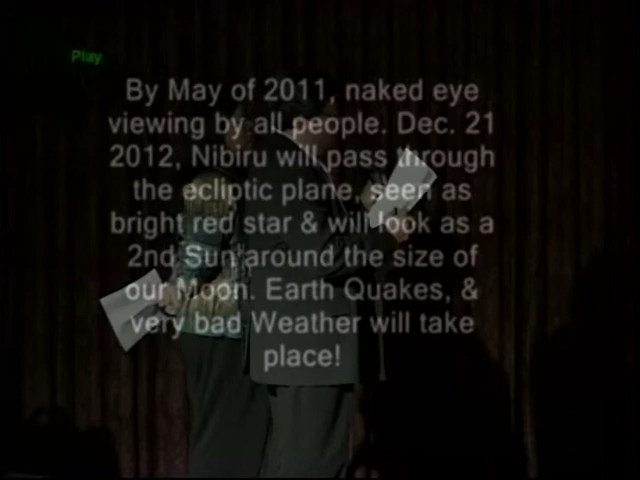 Play
By May of 2011, naked eye
viewing by all people. Dec. 21
2012, Nibiru will pass through
the ecliptic plane, seen as
bright red star & will look as a
2nd Sun around the size of
our Moon. Earth Quakes, &
very bad Weather will take
place!